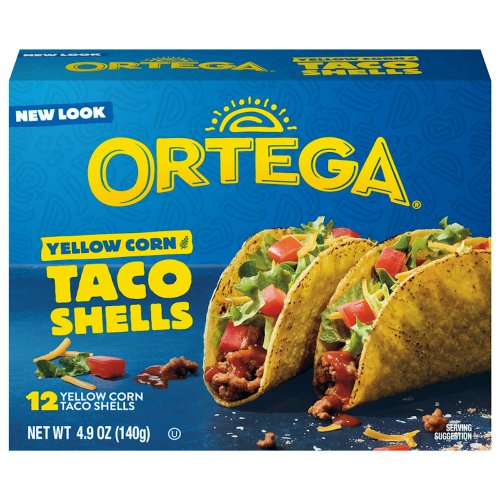 ORTEGA®
YELLOW CORN
TACO
SHELLS
NEW LOOK
ORTEGA®
YELLOW CORN
TACO
SHELLS
12 YELLOW CORN
TACO SHELLS
NET WT 4.9 OZ (140g) U
SERVING
SUGGESTION